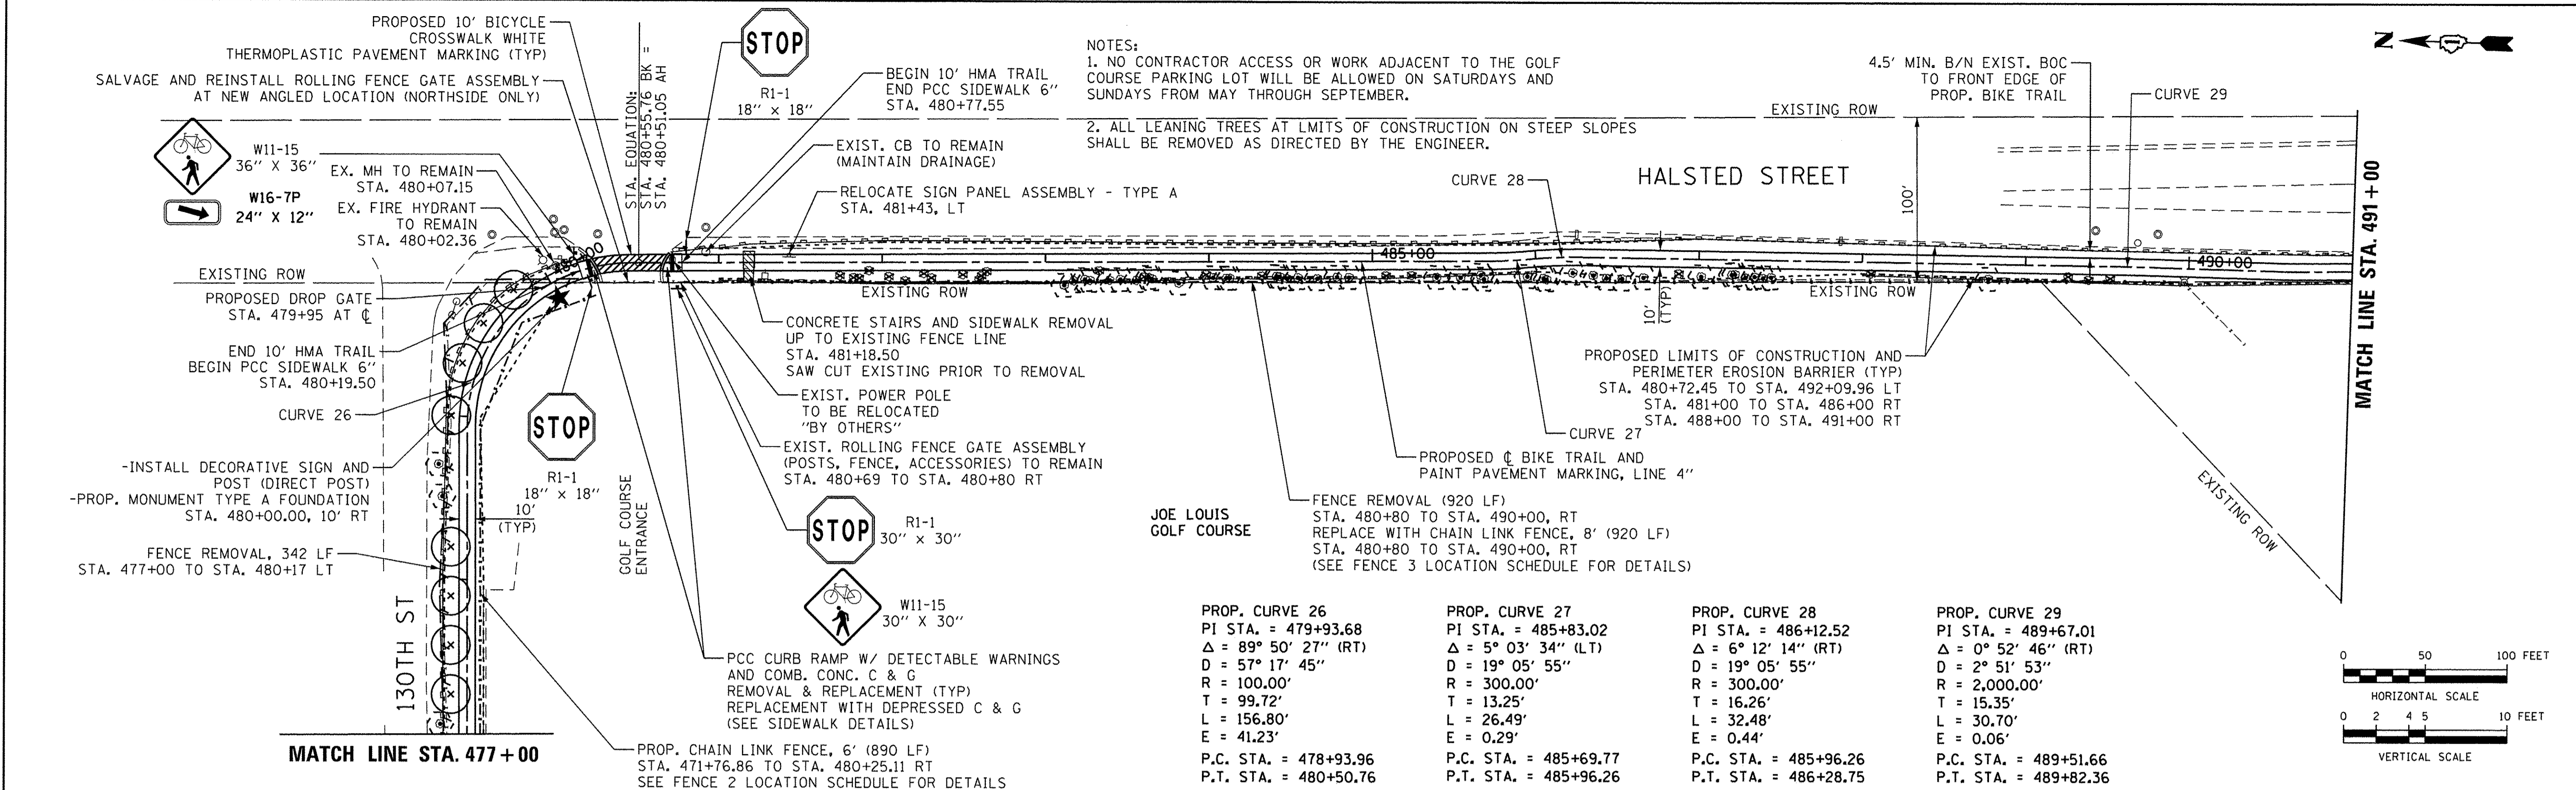 PROPOSED 10' BICYCLE
CROSSWALK WHITE
THERMOPLASTIC PAVEMENT MARKING (TYP)
SALVAGE AND REINSTALL ROLLING FENCE GATE ASSEMBLY
AT NEW ANGLED LOCATION (NORTHSIDE ONLY)
W11-15
36" X 36"
W16-7P
24" X 12"
EX. MH TO REMAIN
STA. 480+07.15
EX. FIRE HYDRANT
TO REMAIN
STA. 480+02.36
EXISTING ROW
PROPOSED DROP GATE
STA. 479+95 AT ℄
END 10' HMA TRAIL
BEGIN PCC SIDEWALK 6"
STA. 480+19.50
CURVE 26
-INSTALL DECORATIVE SIGN AND
POST (DIRECT POST)
-PROP. MONUMENT TYPE A FOUNDATION
STA. 480+00.00, 10' RT
FENCE REMOVAL, 342 LF
STA. 477+00 TO STA. 480+17 LT
130TH ST
MATCH LINE STA. 477+00
STA. EQUATION:
STA. 480+55.76 BK =
STA. 480+51.05 AH
STOP
R1-1
18" x 18"
BEGIN 10' HMA TRAIL
END PCC SIDEWALK 6"
STA. 480+77.55
EXIST. CB TO REMAIN
(MAINTAIN DRAINAGE)
RELOCATE SIGN PANEL ASSEMBLY - TYPE A
STA. 481+43, LT
NOTES:
1. NO CONTRACTOR ACCESS OR WORK ADJACENT TO THE GOLF
COURSE PARKING LOT WILL BE ALLOWED ON SATURDAYS AND
SUNDAYS FROM MAY THROUGH SEPTEMBER.
2. ALL LEANING TREES AT LMITS OF CONSTRUCTION ON STEEP SLOPES
SHALL BE REMOVED AS DIRECTED BY THE ENGINEER.
EXISTING ROW
4.5' MIN. B/N EXIST. BOC
TO FRONT EDGE OF
PROP. BIKE TRAIL
CURVE 29
N
CURVE 28
HALSTED STREET
100'
MATCH LINE STA. 491+00
485+00
490+00
EXISTING ROW
EXISTING ROW
10'
(TYP)
STOP
R1-1
18" x 18"
10'
(TYP)
GOLF COURSE
ENTRANCE
CONCRETE STAIRS AND SIDEWALK REMOVAL
UP TO EXISTING FENCE LINE
STA. 481+18.50
SAW CUT EXISTING PRIOR TO REMOVAL
EXIST. POWER POLE
TO BE RELOCATED
"BY OTHERS"
EXIST. ROLLING FENCE GATE ASSEMBLY
(POSTS, FENCE, ACCESSORIES) TO REMAIN
STA. 480+69 TO STA. 480+80 RT
STOP
R1-1
30" x 30"
W11-15
30" X 30"
PCC CURB RAMP W/ DETECTABLE WARNINGS
AND COMB. CONC. C & G
REMOVAL & REPLACEMENT (TYP)
REPLACEMENT WITH DEPRESSED C & G
(SEE SIDEWALK DETAILS)
PROP. CHAIN LINK FENCE, 6' (890 LF)
STA. 471+76.86 TO STA. 480+25.11 RT
SEE FENCE 2 LOCATION SCHEDULE FOR DETAILS
PROPOSED LIMITS OF CONSTRUCTION AND
PERIMETER EROSION BARRIER (TYP)
STA. 480+72.45 TO STA. 492+09.96 LT
STA. 481+00 TO STA. 486+00 RT
STA. 488+00 TO STA. 491+00 RT
CURVE 27
PROPOSED ℄ BIKE TRAIL AND
PAINT PAVEMENT MARKING, LINE 4"
JOE LOUIS
GOLF COURSE
FENCE REMOVAL (920 LF)
STA. 480+80 TO STA. 490+00, RT
REPLACE WITH CHAIN LINK FENCE, 8' (920 LF)
STA. 480+80 TO STA. 490+00, RT
(SEE FENCE 3 LOCATION SCHEDULE FOR DETAILS)
EXISTING ROW
PROP. CURVE 26
PI STA. = 479+93.68
Δ = 89° 50' 27" (RT)
D = 57° 17' 45"
R = 100.00'
T = 99.72'
L = 156.80'
E = 41.23'
P.C. STA. = 478+93.96
P.T. STA. = 480+50.76
PROP. CURVE 27
PI STA. = 485+83.02
Δ = 5° 03' 34" (LT)
D = 19° 05' 55"
R = 300.00'
T = 13.25'
L = 26.49'
E = 0.29'
P.C. STA. = 485+69.77
P.T. STA. = 485+96.26
PROP. CURVE 28
PI STA. = 486+12.52
Δ = 6° 12' 14" (RT)
D = 19° 05' 55"
R = 300.00'
T = 16.26'
L = 32.48'
E = 0.44'
P.C. STA. = 485+96.26
P.T. STA. = 486+28.75
PROP. CURVE 29
PI STA. = 489+67.01
Δ = 0° 52' 46" (RT)
D = 2° 51' 53"
R = 2,000.00'
T = 15.35'
L = 30.70'
E = 0.06'
P.C. STA. = 489+51.66
P.T. STA. = 489+82.36
0 50 100 FEET
HORIZONTAL SCALE
0 2 4 5 10 FEET
VERTICAL SCALE